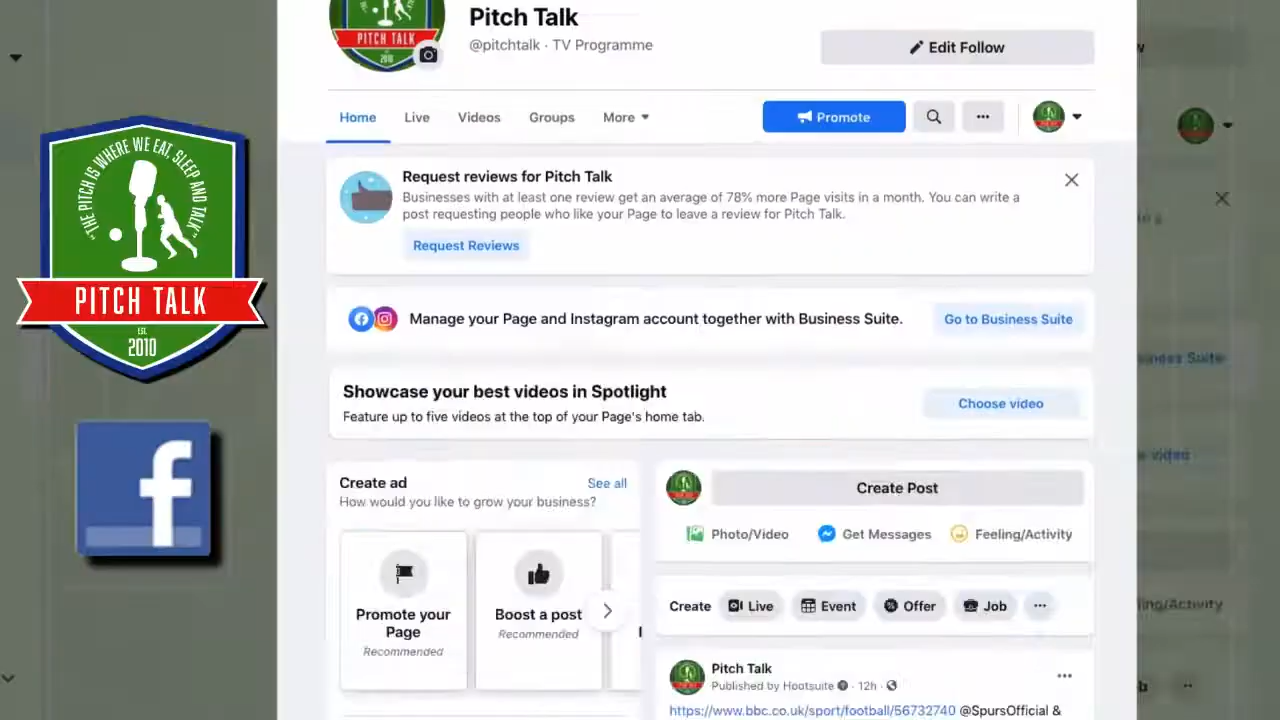 Pitch Talk
@pitchtalk · TV Programme
Edit Follow
Home Live Videos Groups More
Promote
Request reviews for Pitch Talk
Businesses with at least one review get an average of 78% more Page visits in a month. You can write a
post requesting people who like your Page to leave a review for Pitch Talk.
Request Reviews
Manage your Page and Instagram account together with Business Suite.
Go to Business Suite
Showcase your best videos in Spotlight
Feature up to five videos at the top of your Page's home tab.
Choose video
Create ad
See all
How would you like to grow your business?
Promote your
Page
Recommended
Boost a post
Recommended
Create Post
Photo/Video Get Messages Feeling/Activity
Create Live Event Offer Job
Pitch Talk
Published by Hootsuite · 12h ·
https://www.bbc.co.uk/sport/football/56732740 @SpursOfficial &
"THE PITCH IS WHERE WE EAT, SLEEP AND TALK"
PITCH TALK
EST.
2010
f
PITCH TALK
2010